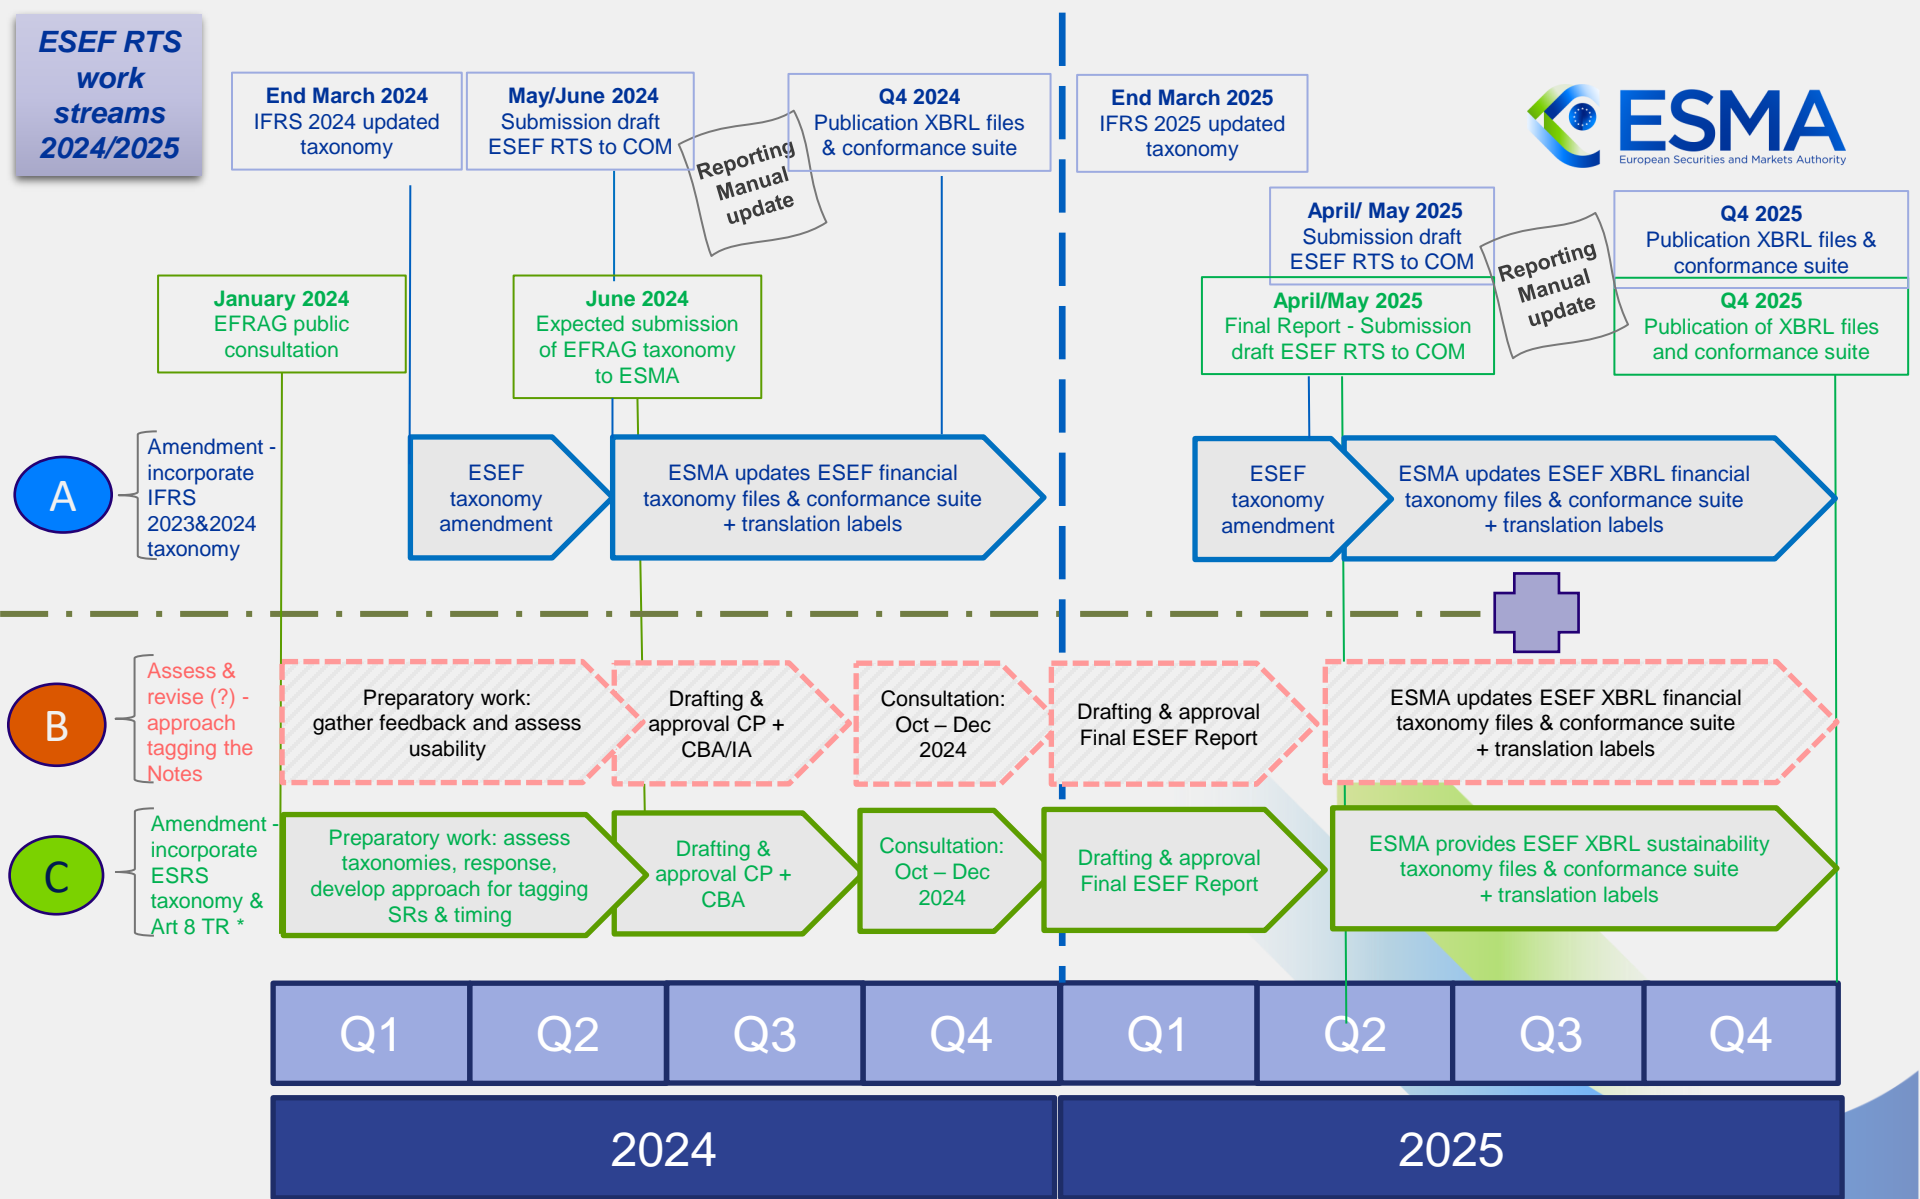 ESEF RTS
work
streams
2024/2025
End March 2024
IFRS 2024 updated
taxonomy
May/June 2024
Submission draft
ESEF RTS to COM
Reporting
Manual
update
Q4 2024
Publication XBRL files
& conformance suite
End March 2025
IFRS 2025 updated
taxonomy
ESMA
European Securities and Markets Authority
April/ May 2025
Submission draft
ESEF RTS to COM
Reporting
Manual
update
Q4 2025
Publication XBRL files &
conformance suite
January 2024
EFRAG public
consultation
June 2024
Expected submission
of EFRAG taxonomy
to ESMA
April/May 2025
Final Report - Submission
draft ESEF RTS to COM
Q4 2025
Publication of XBRL files
and conformance suite
A
Amendment -
incorporate
IFRS
2023&2024
taxonomy
ESEF
taxonomy
amendment
ESMA updates ESEF financial
taxonomy files & conformance suite
+ translation labels
ESEF
taxonomy
amendment
ESMA updates ESEF XBRL financial
taxonomy files & conformance suite
+ translation labels
B
Assess &
revise (?) -
approach
tagging the
Notes
Preparatory work:
gather feedback and assess
usability
Drafting &
approval CP +
CBA/IA
Consultation:
Oct – Dec
2024
Drafting & approval
Final ESEF Report
ESMA updates ESEF XBRL financial
taxonomy files & conformance suite
+ translation labels
C
Amendment -
incorporate
ESRS
taxonomy &
Art 8 TR *
Preparatory work: assess
taxonomies, response,
develop approach for tagging
SRs & timing
Drafting &
approval CP +
CBA
Consultation:
Oct – Dec
2024
Drafting & approval
Final ESEF Report
ESMA provides ESEF XBRL sustainability
taxonomy files & conformance suite
+ translation labels
Q1 Q2 Q3 Q4 Q1 Q2 Q3 Q4
2024 2025